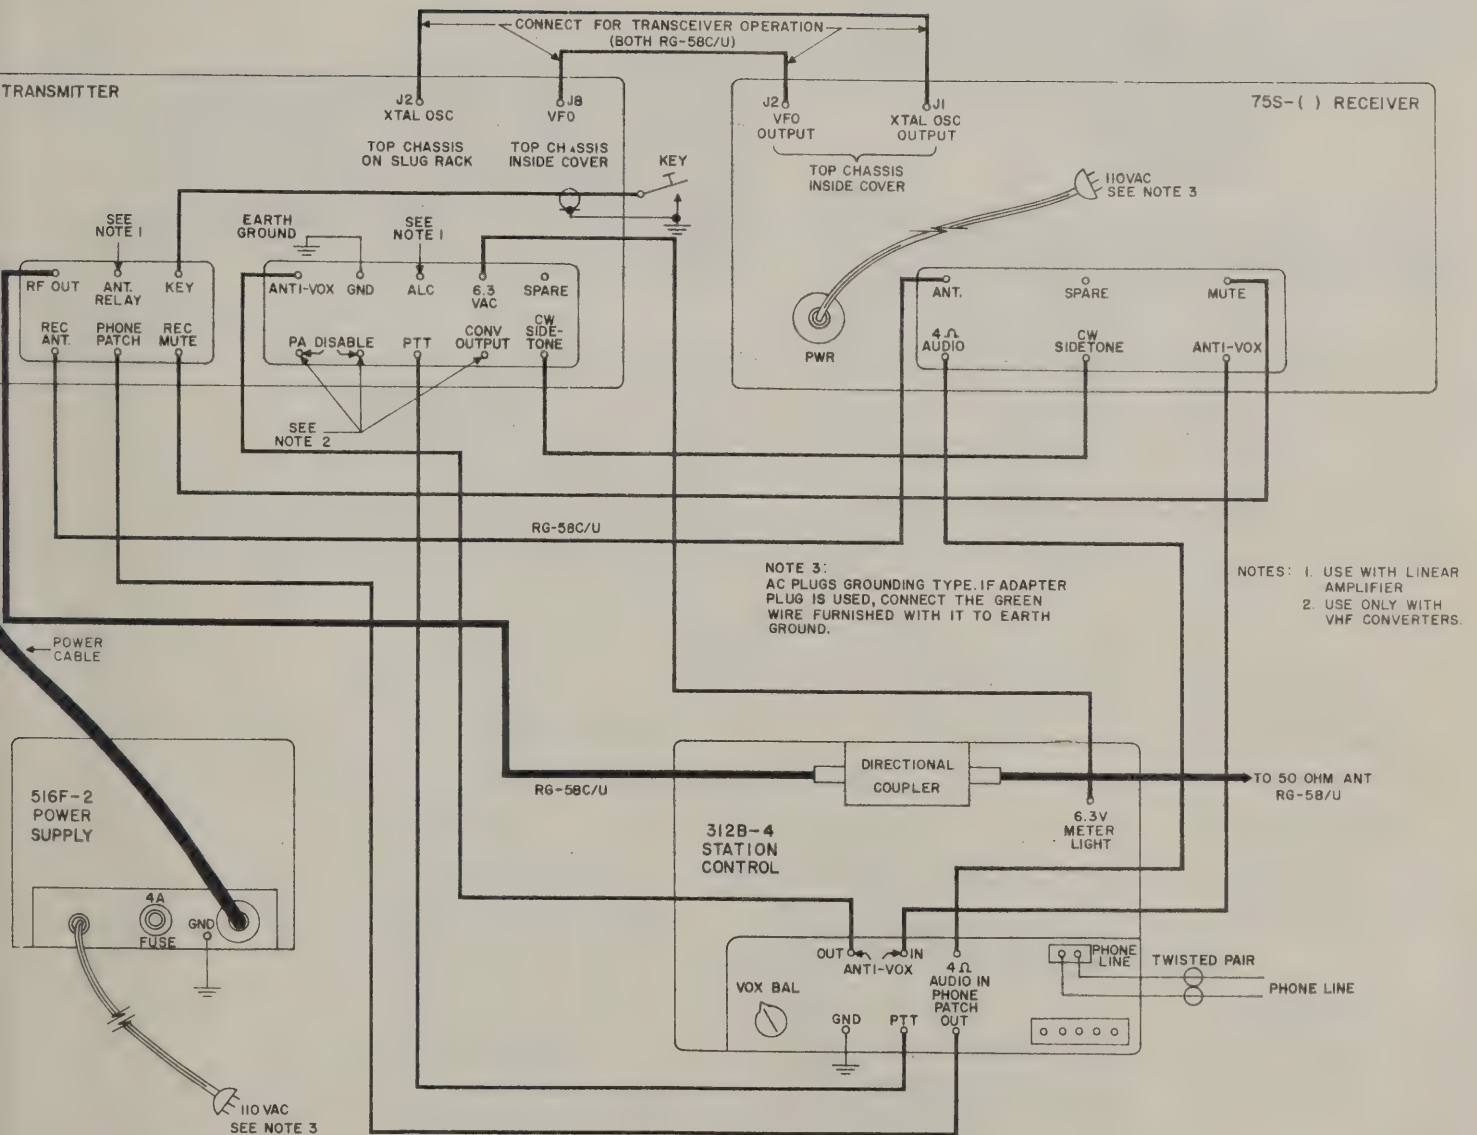 CONNECT FOR TRANSCEIVER OPERATION
(BOTH RG-58C/U)
TRANSMITTER
J2
XTAL OSC
J8
VFO
TOP CHASSIS
ON SLUG RACK
TOP CHASSIS
INSIDE COVER
KEY
J2
VFO
OUTPUT
J1
XTAL OSC
OUTPUT
TOP CHASSIS
INSIDE COVER
75S-( ) RECEIVER
110VAC
SEE NOTE 3
SEE
NOTE 1
EARTH
GROUND
SEE
NOTE 1
RF OUT
ANT.
RELAY
KEY
REC
ANT.
PHONE
PATCH
REC
MUTE
ANTI-VOX
GND
ALC
6.3
VAC
SPARE
PA DISABLE
PTT
CONV
OUTPUT
CW
SIDE-
TONE
SEE
NOTE 2
PWR
ANT.
SPARE
MUTE
4 Ω
AUDIO
CW
SIDETONE
ANTI-VOX
RG-58C/U
NOTE 3:
AC PLUGS GROUNDING TYPE. IF ADAPTER
PLUG IS USED, CONNECT THE GREEN
WIRE FURNISHED WITH IT TO EARTH
GROUND.
NOTES: 1. USE WITH LINEAR
AMPLIFIER
2. USE ONLY WITH
VHF CONVERTERS.
POWER
CABLE
516F-2
POWER
SUPPLY
4A
FUSE
GND
110 VAC
SEE NOTE 3
RG-58C/U
DIRECTIONAL
COUPLER
TO 50 OHM ANT
RG-58/U
6.3V
METER
LIGHT
312B-4
STATION
CONTROL
OUT
IN
ANTI-VOX
4 Ω
AUDIO IN
PHONE
PATCH
OUT
PHONE
LINE
TWISTED PAIR
PHONE LINE
VOX BAL
GND
PTT